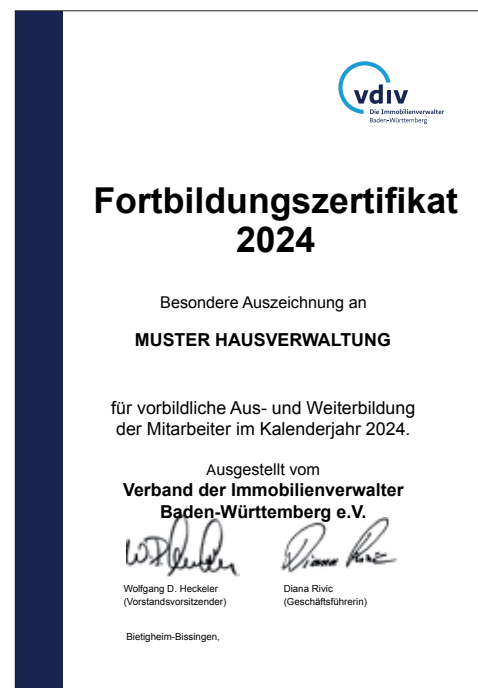 vdiv
Die Immobilienverwalter
Baden-Württemberg
Fortbildungszertifikat
2024
Besondere Auszeichnung an
MUSTER HAUSVERWALTUNG
für vorbildliche Aus- und Weiterbildung
der Mitarbeiter im Kalenderjahr 2024.
Ausgestellt vom
Verband der Immobilienverwalter
Baden-Württemberg e.V.
Wolfgang D. Heckeler
(Vorstandsvorsitzender)
Diana Rivic
(Geschäftsführerin)
Bietigheim-Bissingen,